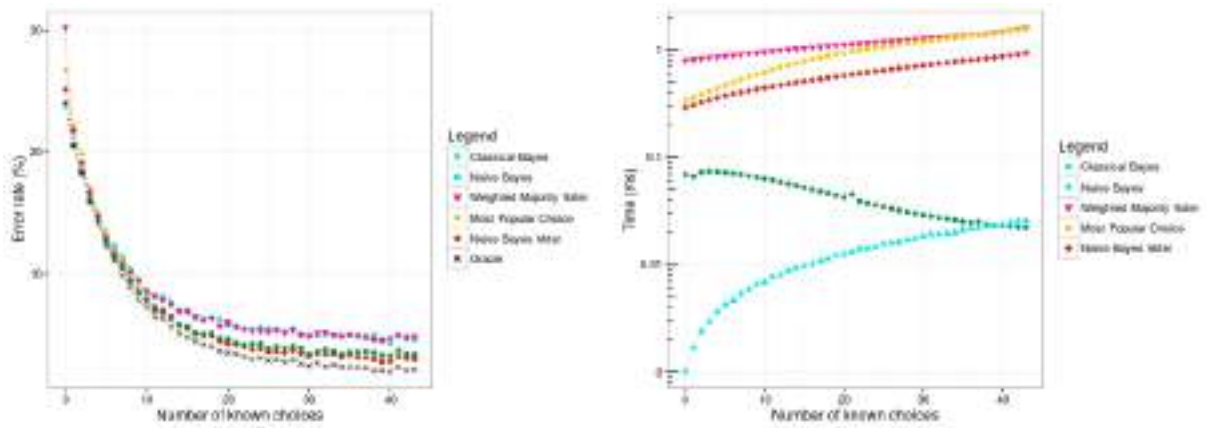 Error rate (%)
30
20
10
0
10
20
30
40
Number of known choices
Legend
Classical Bayes
Naive Bayes
Weighted Majority Voter
Most Popular Choice
Naive Bayes Voter
Oracle
Time [ms]
1
0.1
0
10
20
30
40
Number of known choices
Legend
Classical Bayes
Naive Bayes
Weighted Majority Voter
Most Popular Choice
Naive Bayes Voter